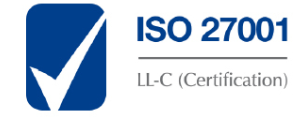 ISO 27001
LL-C (Certification)